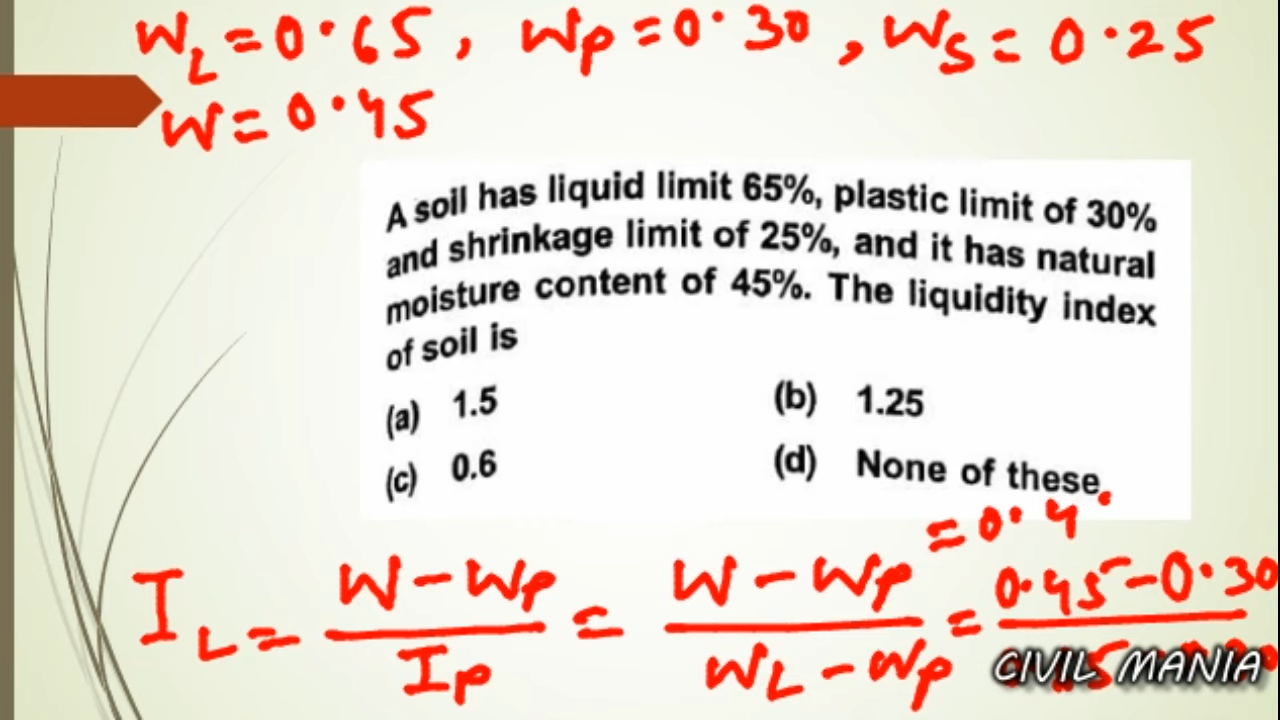 W_L = 0.65, Wp = 0.30, Ws = 0.25
W = 0.45
A soil has liquid limit 65%, plastic limit of 30%
and shrinkage limit of 25%, and it has natural
moisture content of 45%. The liquidity index
of soil is
(a) 1.5 (b) 1.25
(c) 0.6 (d) None of these.
= 0.4
I_L = W - Wp / Ip = W - Wp / W_L - Wp = 0.45 - 0.30
CIVIL MANIA